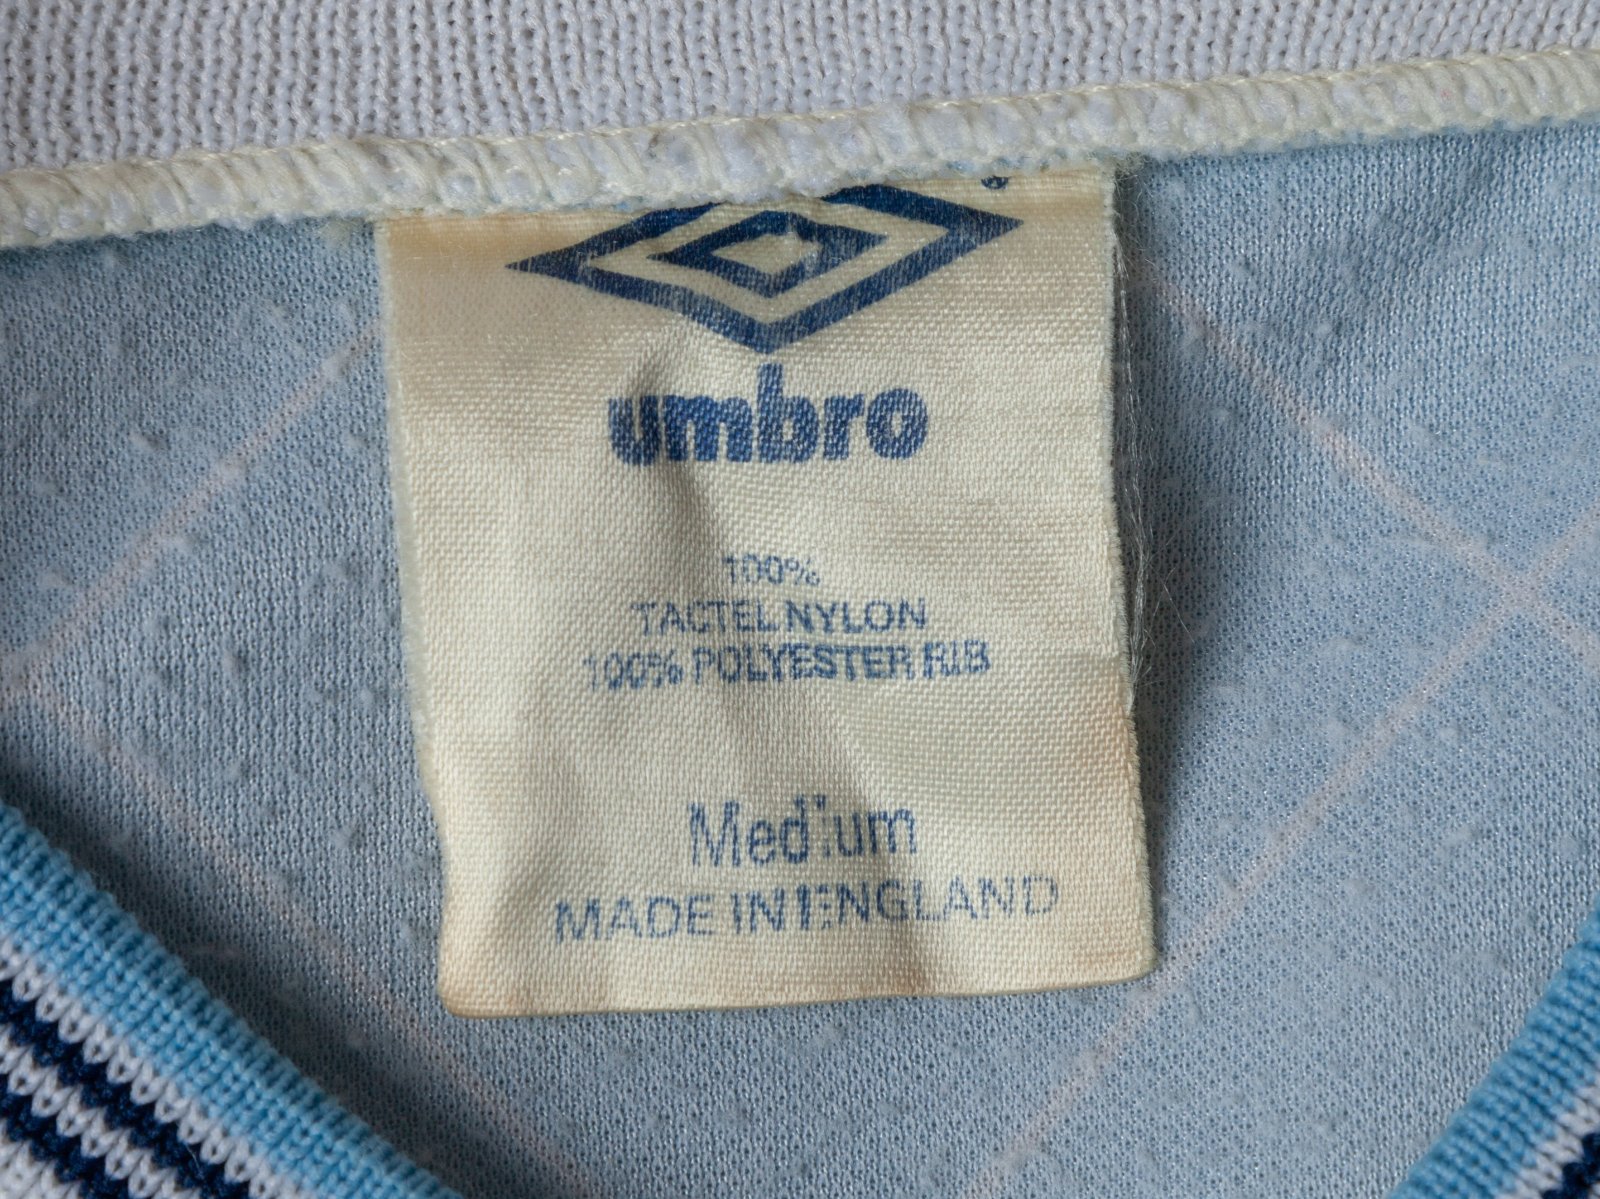 umbro
100%
TACTEL NYLON
100% POLYESTER RIB
Medium
MADE IN ENGLAND